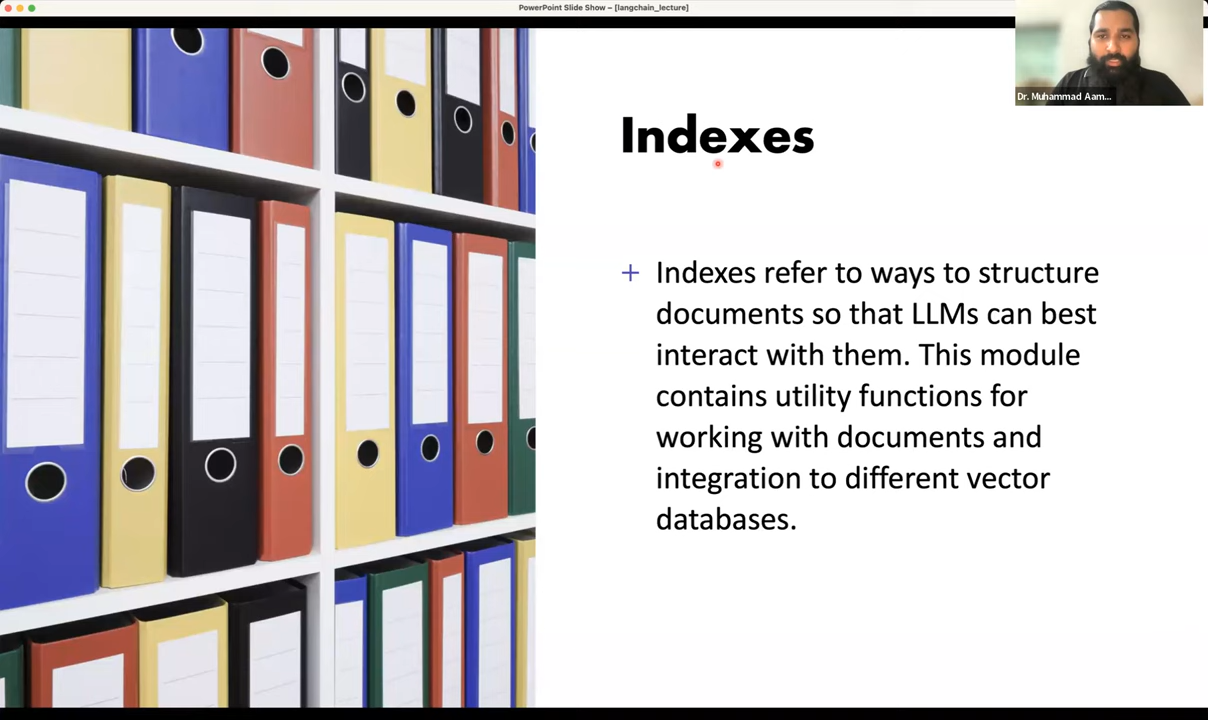 PowerPoint Slide Show – [langchain_lecture]
Dr. Muhammad Aam...
Indexes
+ Indexes refer to ways to structure
documents so that LLMs can best
interact with them. This module
contains utility functions for
working with documents and
integration to different vector
databases.